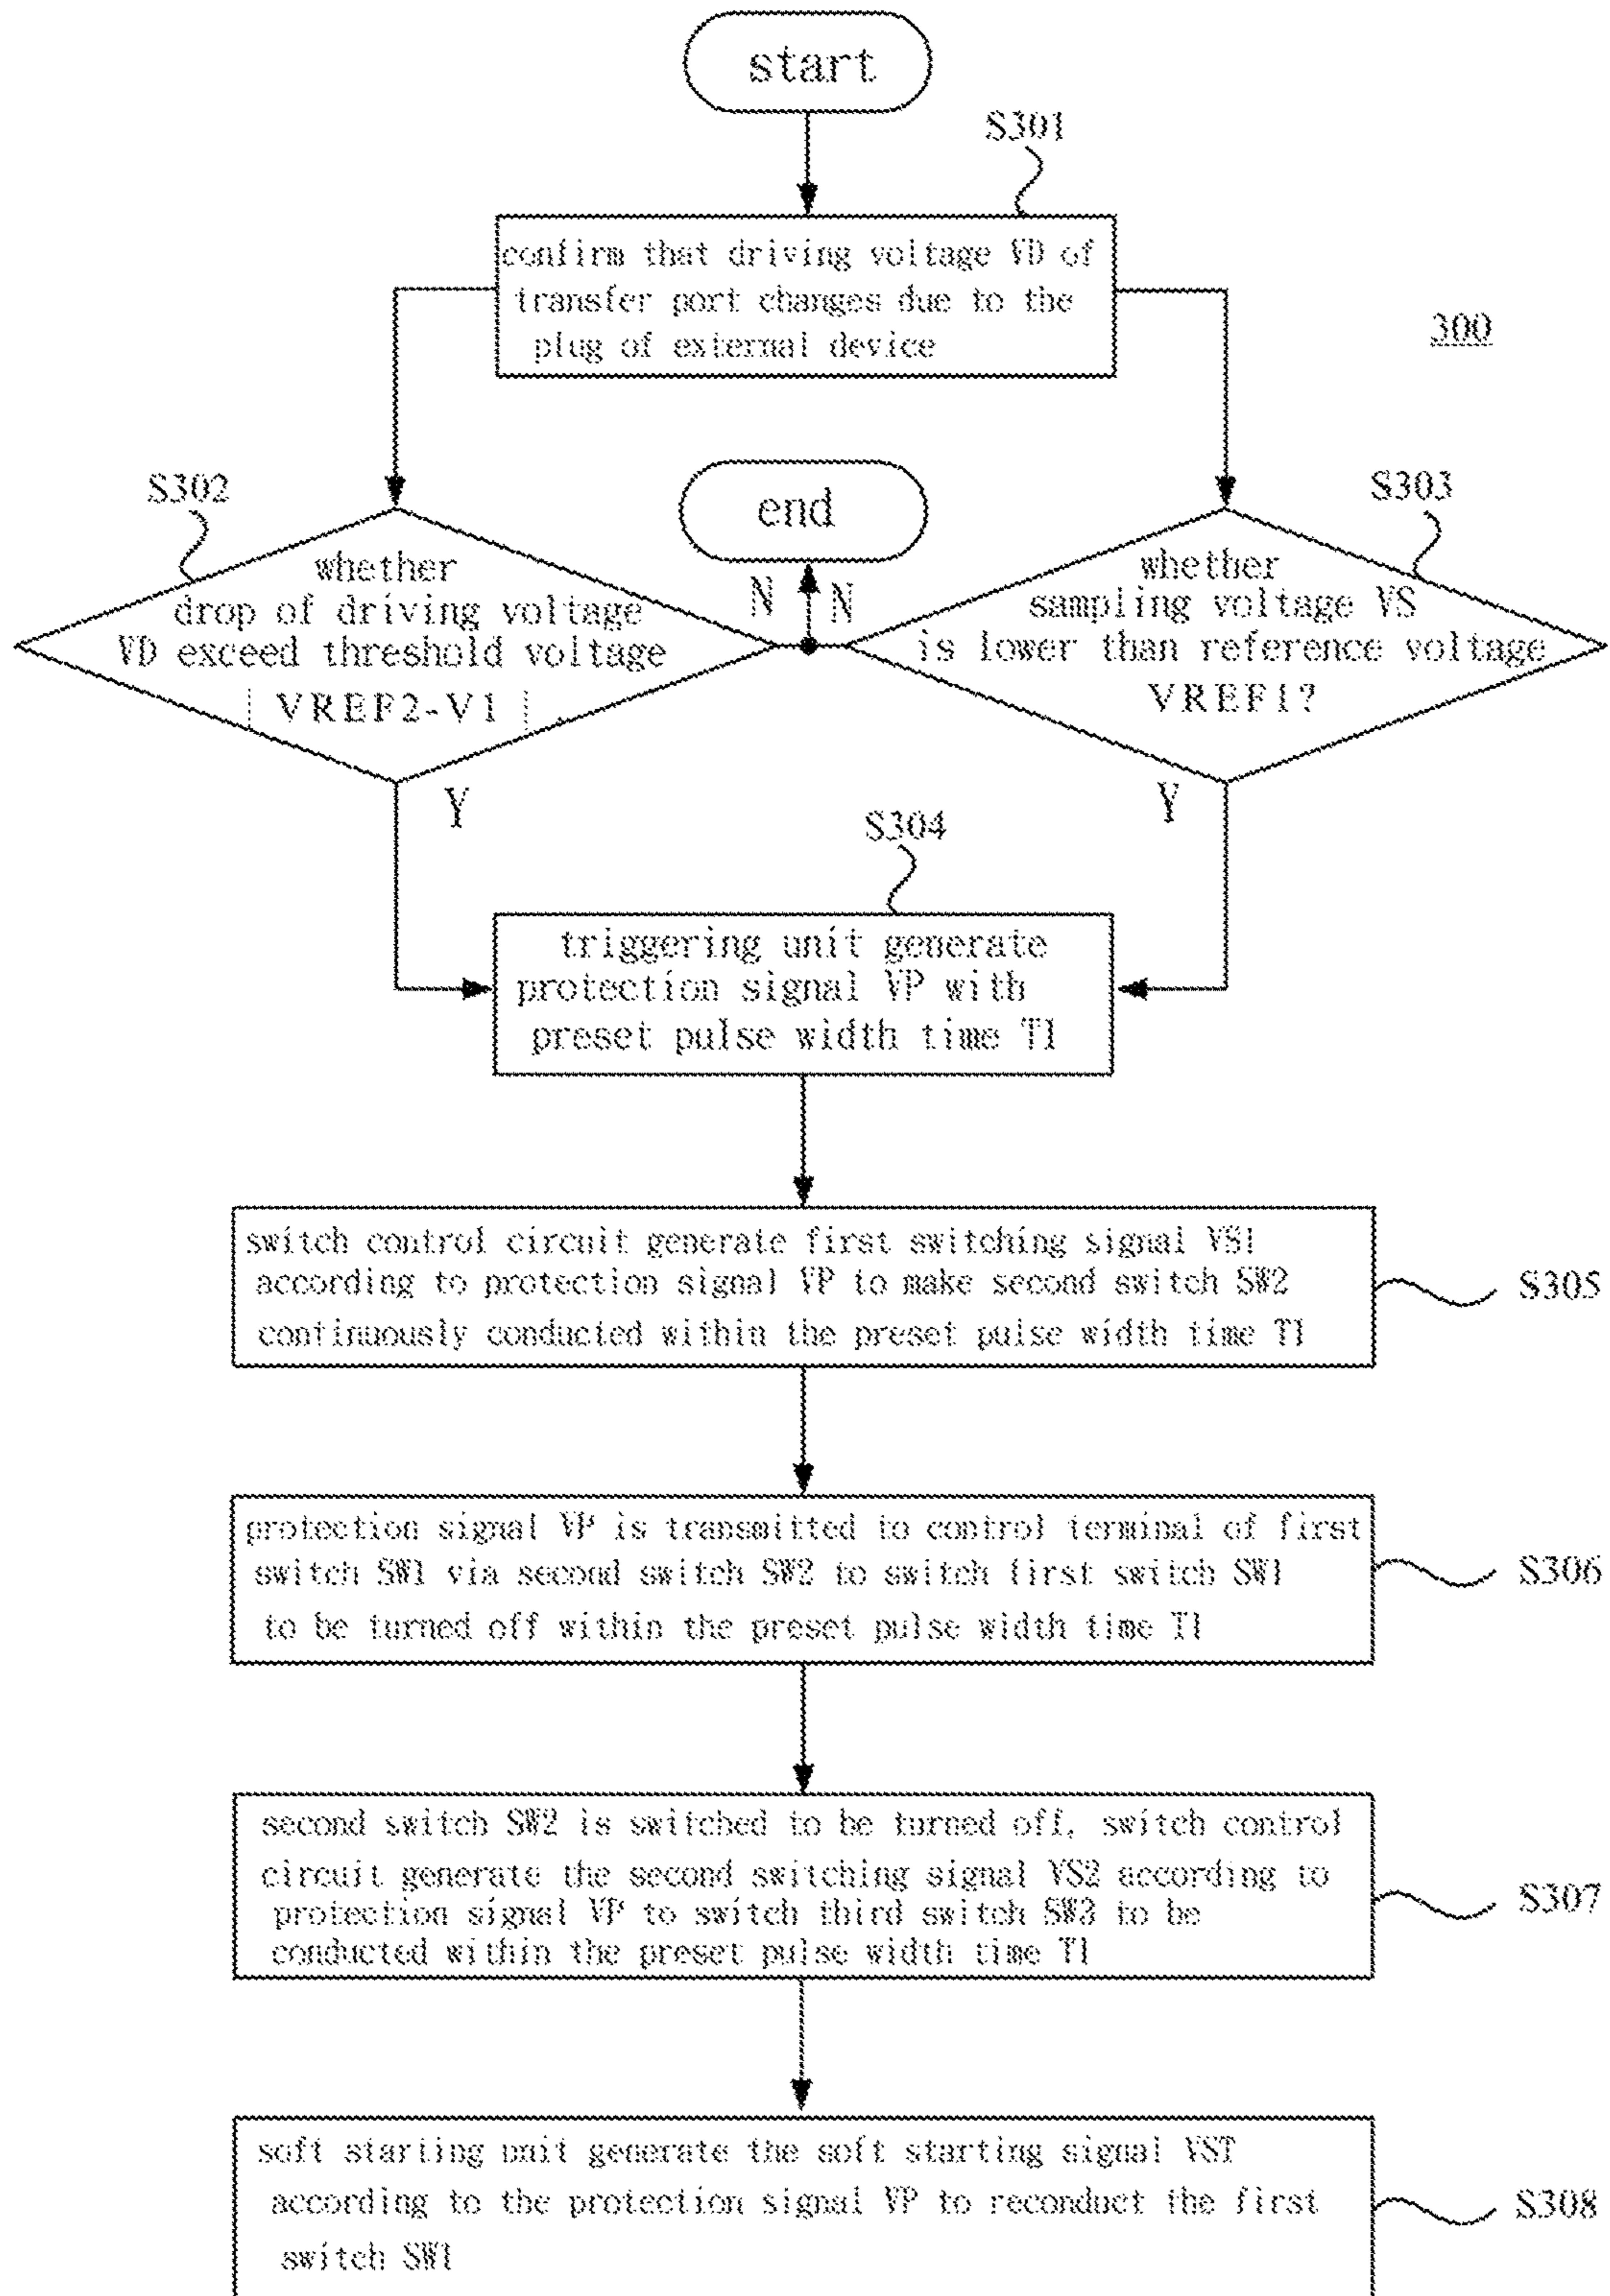 start
S301
confirm that driving voltage VD of
transfer port changes due to the
plug of external device
300
S302
whether
drop of driving voltage
VD exceed threshold voltage
| VREF2-V1 |
N
end
N
S303
whether
sampling voltage VS
is lower than reference voltage
VREF1?
Y
Y
S304
triggering unit generate
protection signal VP with
preset pulse width time T1
switch control circuit generate first switching signal VS1
according to protection signal VP to make second switch SW2
continuously conducted within the preset pulse width time T1
S305
protection signal VP is transmitted to control terminal of first
switch SW1 via second switch SW2 to switch first switch SW1
to be turned off within the preset pulse width time T1
S306
second switch SW2 is switched to be turned off, switch control
circuit generate the second switching signal VS2 according to
protection signal VP to switch third switch SW3 to be
conducted within the preset pulse width time T1
S307
soft starting unit generate the soft starting signal VST
according to the protection signal VP to reconduct the first
switch SW1
S308